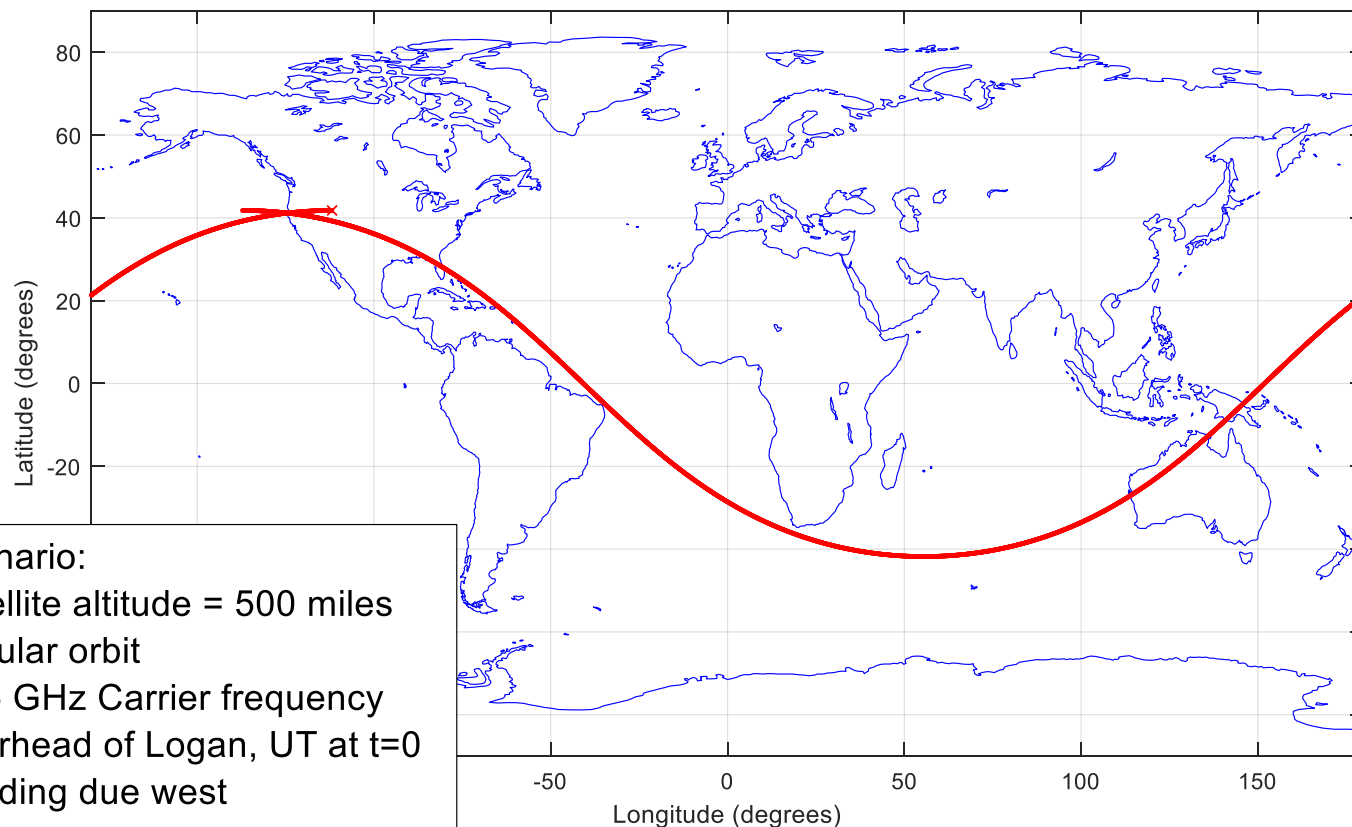 80
60
40
20
0
-20
Latitude (degrees)
nario:
ellite altitude = 500 miles
ular orbit
GHz Carrier frequency
rhead of Logan, UT at t=0
ding due west
-50
0
50
100
150
Longitude (degrees)